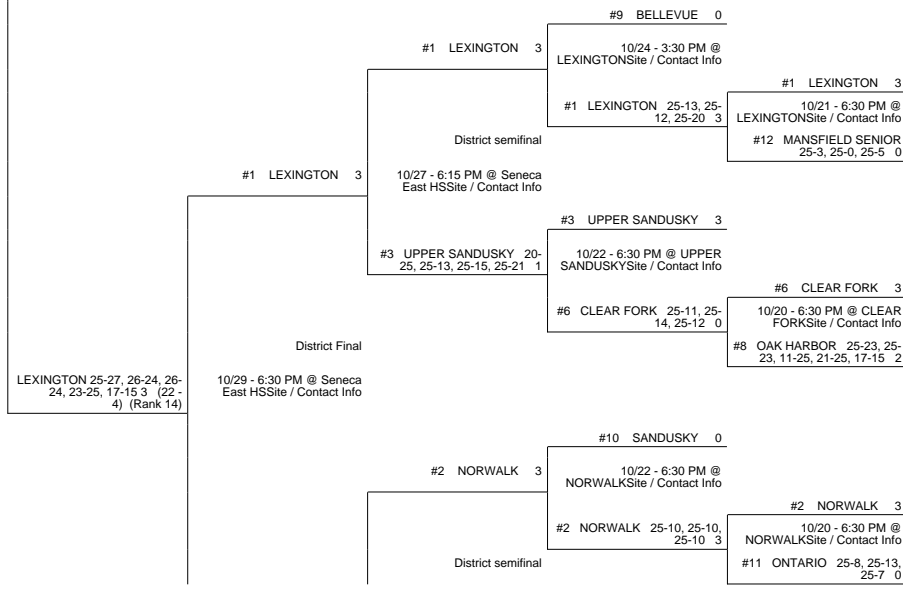 #9 BELLEVUE 0
#1 LEXINGTON 3
10/24 - 3:30 PM @
LEXINGTONSite / Contact Info
#1 LEXINGTON 3
#1 LEXINGTON 25-13, 25-
12, 25-20 3
10/21 - 6:30 PM @
LEXINGTONSite / Contact Info
District semifinal
#12 MANSFIELD SENIOR
25-3, 25-0, 25-5 0
#1 LEXINGTON 3
10/27 - 6:15 PM @ Seneca
East HSSite / Contact Info
#3 UPPER SANDUSKY 3
#3 UPPER SANDUSKY 20-
25, 25-13, 25-15, 25-21 1
10/22 - 6:30 PM @ UPPER
SANDUSKYSite / Contact Info
#6 CLEAR FORK 3
#6 CLEAR FORK 25-11, 25-
14, 25-12 0
10/20 - 6:30 PM @ CLEAR
FORKSite / Contact Info
District Final
#8 OAK HARBOR 25-23, 25-
23, 11-25, 21-25, 17-15 2
LEXINGTON 25-27, 26-24, 26-
24, 23-25, 17-15 3 (22 -
4) (Rank 14)
10/29 - 6:30 PM @ Seneca
East HSSite / Contact Info
#10 SANDUSKY 0
#2 NORWALK 3
10/22 - 6:30 PM @
NORWALKSite / Contact Info
#2 NORWALK 3
#2 NORWALK 25-10, 25-10,
25-10 3
10/20 - 6:30 PM @
NORWALKSite / Contact Info
District semifinal
#11 ONTARIO 25-8, 25-13,
25-7 0